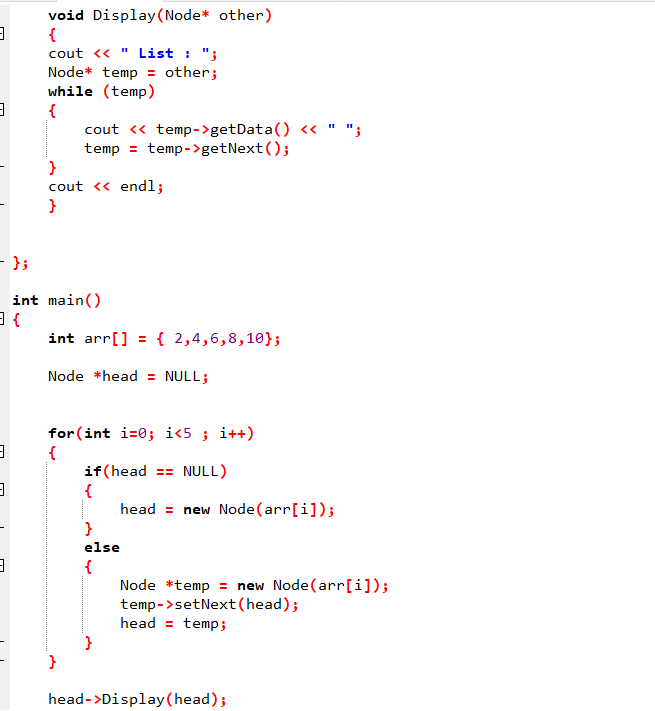 void Display(Node* other)
{
cout << " List : ";
Node* temp = other;
while (temp)
{
cout << temp->getData() << " ";
temp = temp->getNext();
}
cout << endl;
}
};
int main()
{
int arr[] = { 2,4,6,8,10};
Node *head = NULL;
for(int i=0; i<5 ; i++)
{
if(head == NULL)
{
head = new Node(arr[i]);
}
else
{
Node *temp = new Node(arr[i]);
temp->setNext(head);
head = temp;
}
}
head->Display(head);